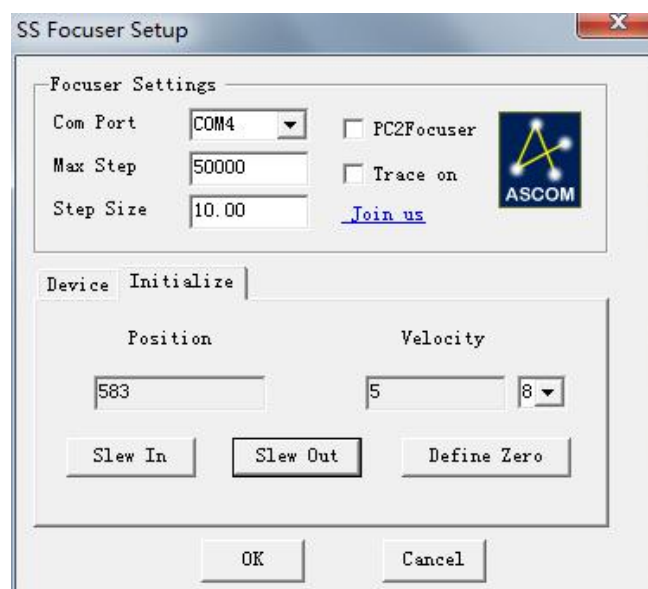 SS Focuser Setup
X
Focuser Settings
Com Port COM4 PC2Focuser
Max Step 50000 Trace on
Step Size 10.00 Join us
ASCOM
Device Initialize
Position Velocity
583 5 8
Slew In Slew Out Define Zero
OK Cancel